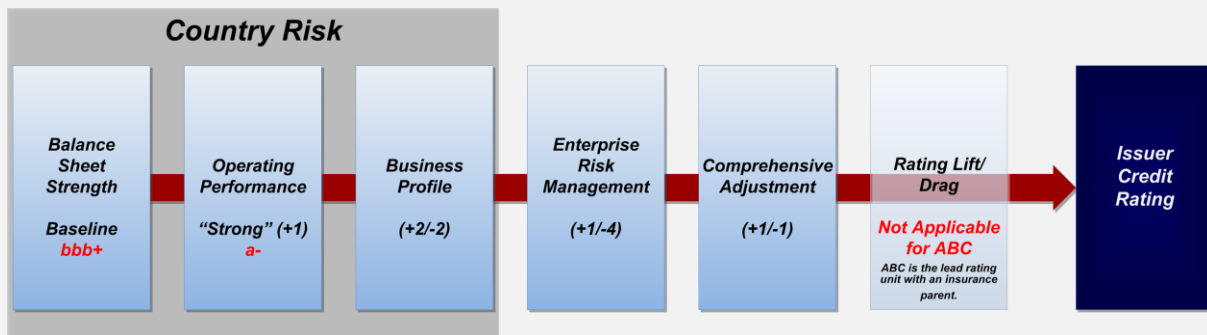 Country Risk
Balance
Sheet
Strength
Baseline
bbb+
Operating
Performance
“Strong” (+1)
a-
Business
Profile
(+2/-2)
Enterprise
Risk
Management
(+1/-4)
Comprehensive
Adjustment
(+1/-1)
Rating Lift/
Drag
Not Applicable
for ABC
ABC is the lead rating
unit with an insurance
parent.
Issuer
Credit
Rating